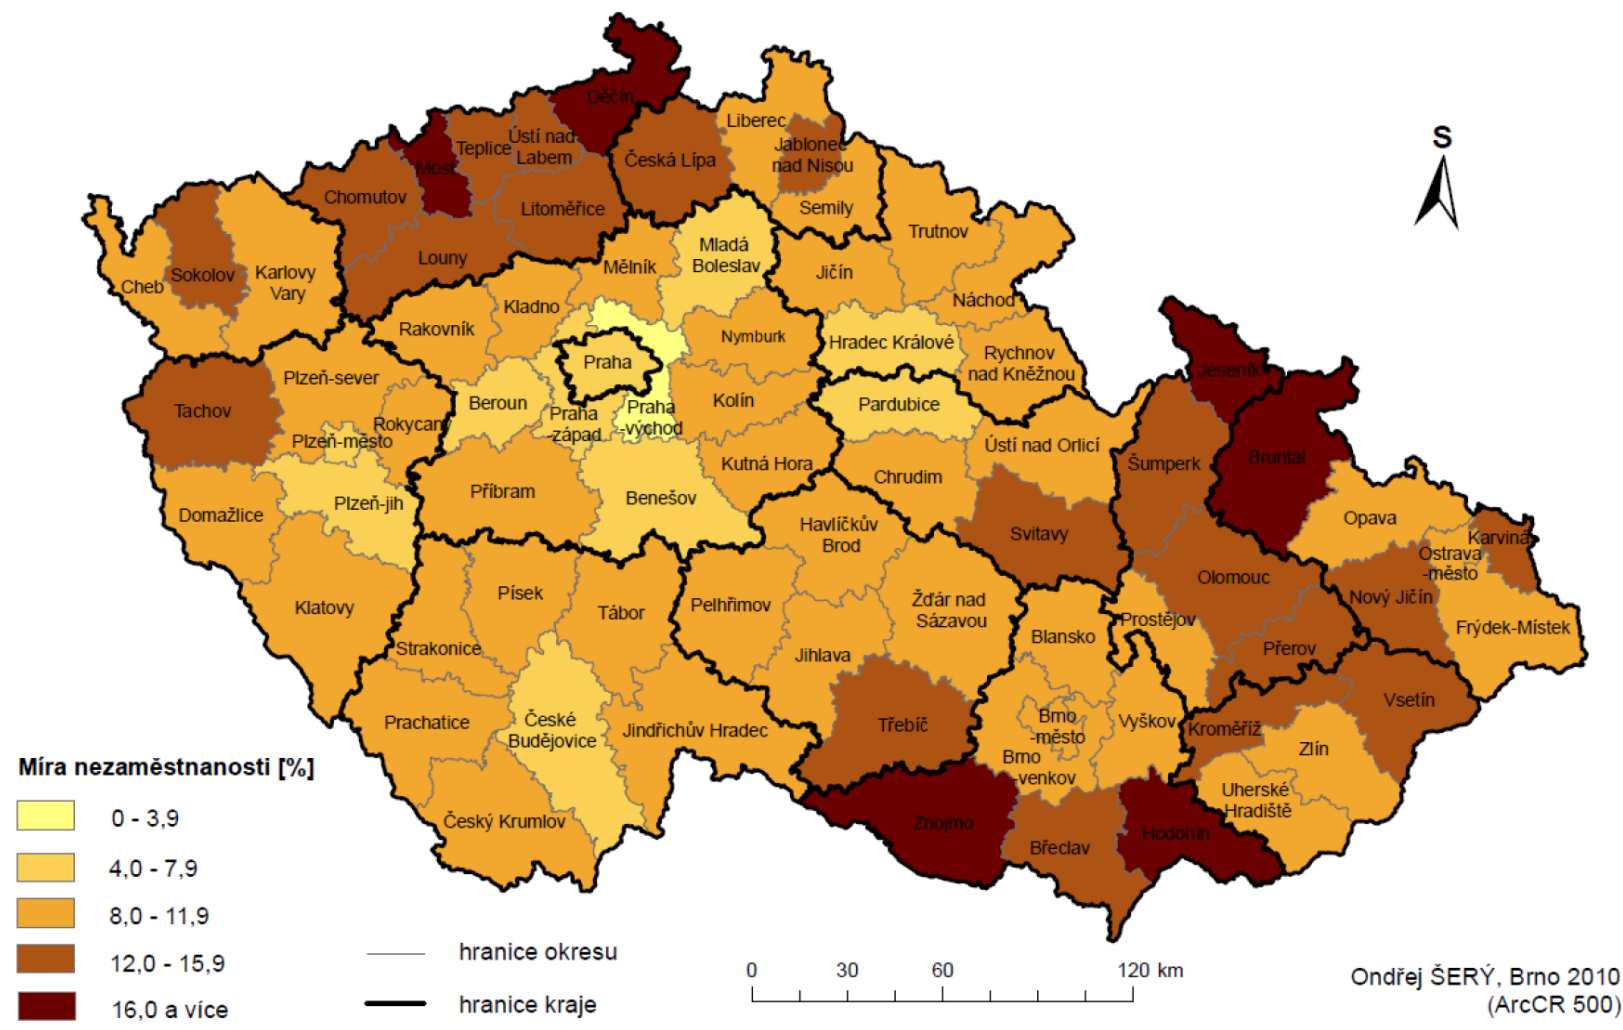 Děčín
Liberec
Jablonec
nad Nisou
Semily
Teplice
Ústí nad
Labem
Česká Lípa
Most
Chomutov
Litoměřice
Louny
S
Cheb
Sokolov
Karlovy
Vary
Mělník
Mladá
Boleslav
Jičín
Trutnov
Náchod
Rakovník
Kladno
Nymburk
Hradec Králové
Rychnov
nad Kněžnou
Praha
Praha
-západ
Praha
-východ
Beroun
Kolín
Pardubice
Jeseník
Tachov
Plzeň-sever
Plzeň-město
Rokycan
Plzeň-jih
Příbram
Benešov
Kutná Hora
Chrudim
Ústí nad Orlicí
Šumperk
Bruntál
Domažlice
Klatovy
Havlíčkův
Brod
Svitavy
Opava
Ostrava
-město
Karviná
Olomouc
Nový Jičín
Frýdek-Místek
Strakonice
Písek
Tábor
Pelhřimov
Žďár nad
Sázavou
Jihlava
Blansko
Prostějov
Přerov
Vsetín
Prachatice
České
Budějovice
Jindřichův Hradec
Třebíč
Brno
-město
Brno
-venkov
Vyškov
Kroměříž
Zlín
Uherské
Hradiště
Český Krumlov
Znojmo
Břeclav
Hodonín
Míra nezaměstnanosti [%]
0 - 3,9
4,0 - 7,9
8,0 - 11,9
12,0 - 15,9
16,0 a více
hranice okresu
hranice kraje
0 30 60 120 km
Ondřej ŠERÝ, Brno 2010
(ArcCR 500)